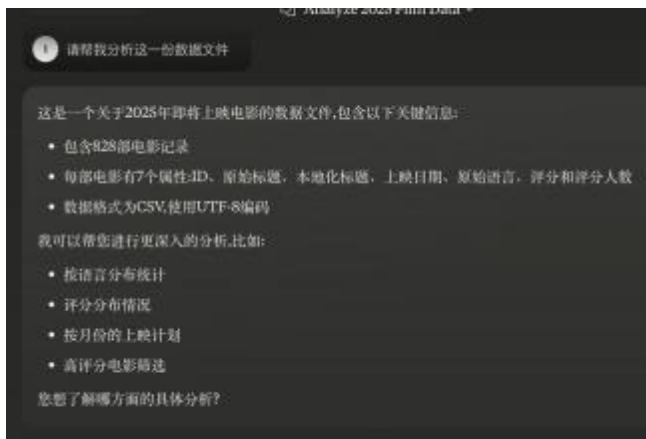 Analyze 2025 Film Data
请帮我分析这一份数据文件
这是一个关于2025年即将上映电影的数据文件,包含以下关键信息:
• 包含828部电影记录
• 每部电影有7个属性:ID、原始标题、本地化标题、上映日期、原始语言、评分和评分人数
• 数据格式为CSV,使用UTF-8编码
我可以帮您进行更深入的分析,比如:
• 按语言分布统计
• 评分分布情况
• 按月份的上映计划
• 高评分电影筛选
您想了解哪方面的具体分析?